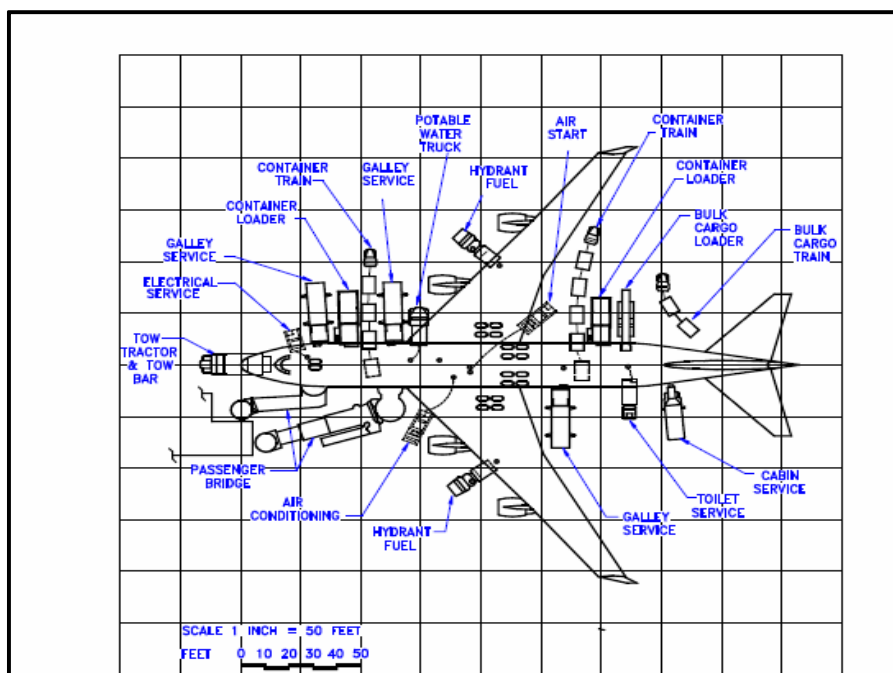 POTABLE
WATER
TRUCK
AIR
START
CONTAINER
TRAIN
CONTAINER
TRAIN
GALLEY
SERVICE
HYDRANT
FUEL
CONTAINER
LOADER
CONTAINER
LOADER
BULK
CARGO
LOADER
BULK
CARGO
TRAIN
GALLEY
SERVICE
ELECTRICAL
SERVICE
TOW
TRACTOR
& TOW
BAR
PASSENGER
BRIDGE
AIR
CONDITIONING
HYDRANT
FUEL
GALLEY
SERVICE
TOILET
SERVICE
CABIN
SERVICE
SCALE 1 INCH = 50 FEET
FEET 0 10 20 30 40 50